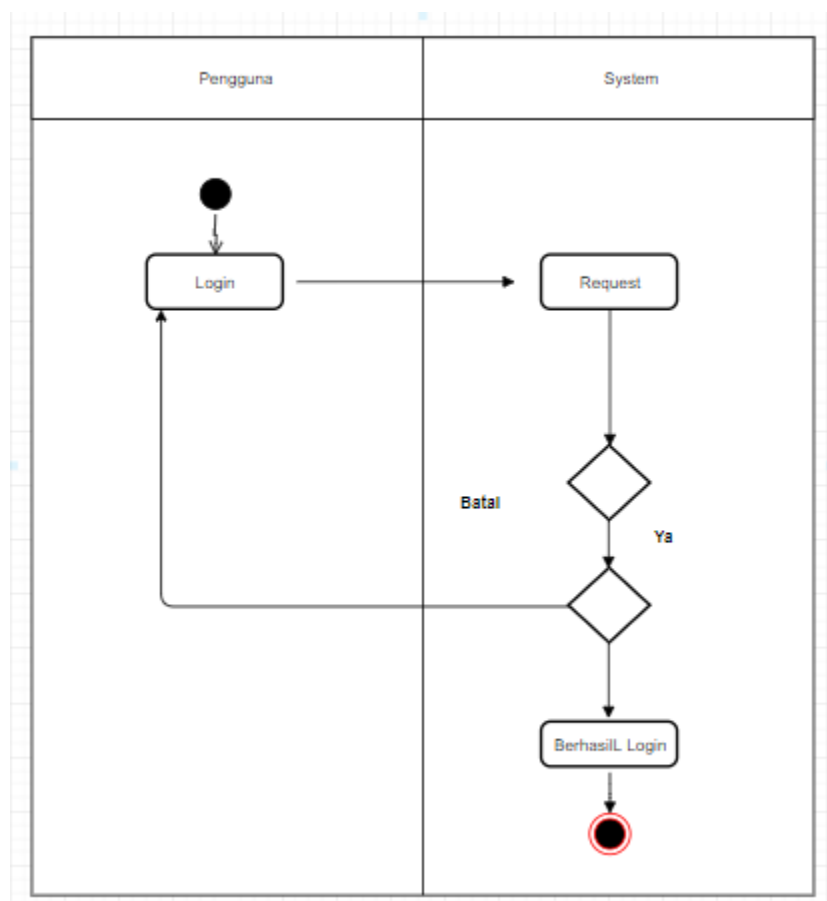 Pengguna
System
Login
Request
Batal
Ya
BerhasilL Login